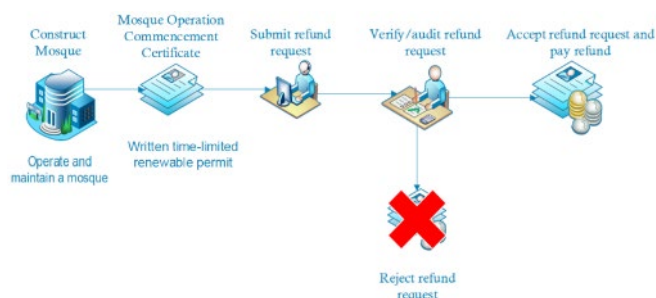 Construct
Mosque
Mosque Operation
Commencement
Certificate
Submit refund
request
Verify/audit refund
request
Accept refund request and
pay refund
Operate and
maintain a mosque
Written time-limited
renewable permit
Reject refund
request